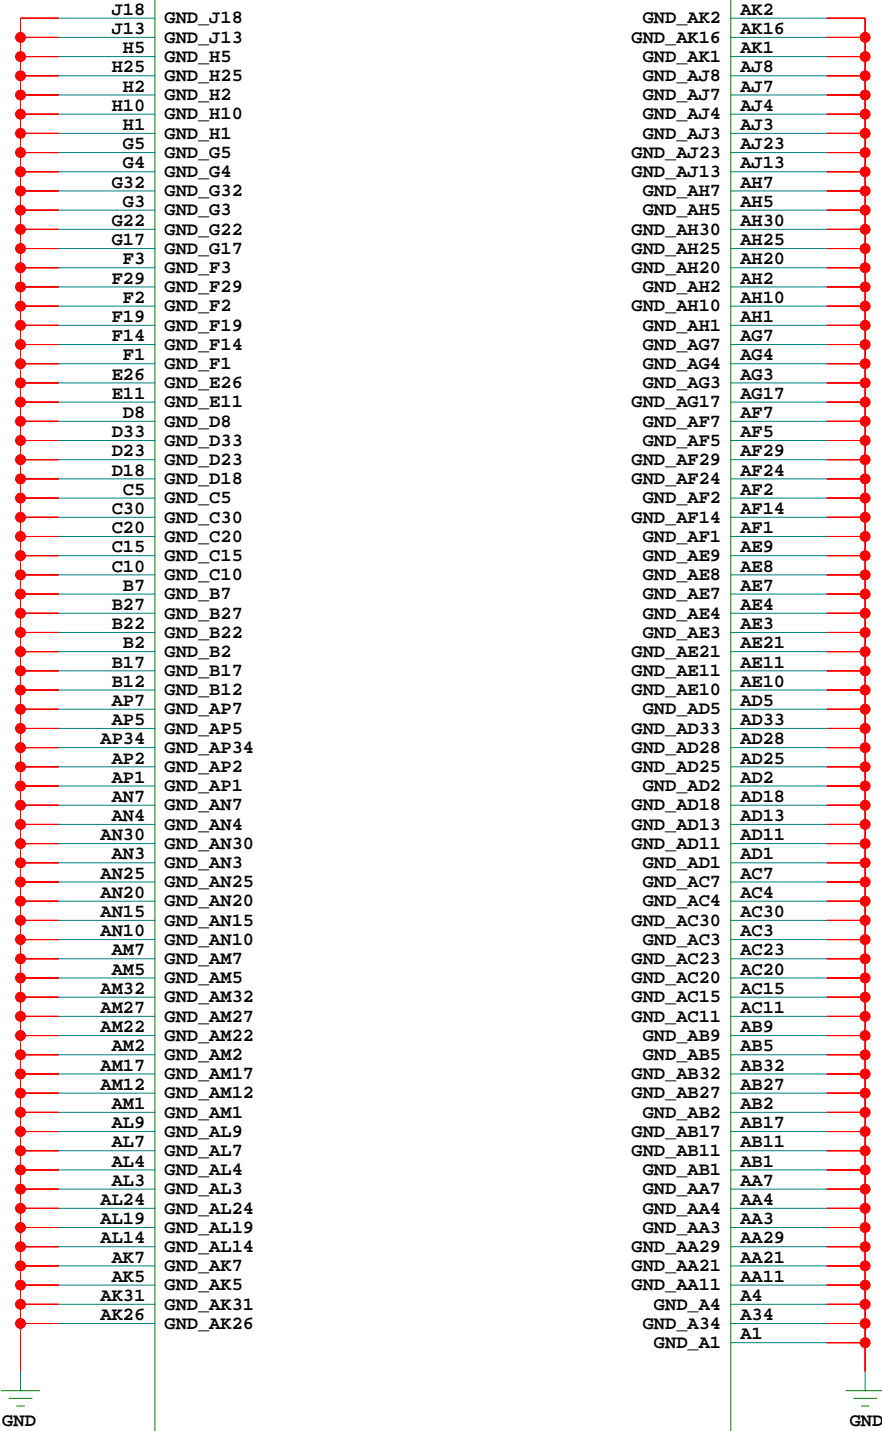 J18 GND_J18 GND_AK2 AK2
J13 GND_J13 GND_AK16 AK16
H5 GND_H5 GND_AK1 AK1
H25 GND_H25 GND_AJ8 AJ8
H2 GND_H2 GND_AJ7 AJ7
H10 GND_H10 GND_AJ4 AJ4
H1 GND_H1 GND_AJ3 AJ3
G5 GND_G5 GND_AJ23 AJ23
G4 GND_G4 GND_AJ13 AJ13
G32 GND_G32 GND_AH7 AH7
G3 GND_G3 GND_AH5 AH5
G22 GND_G22 GND_AH30 AH30
G17 GND_G17 GND_AH25 AH25
F3 GND_F3 GND_AH20 AH20
F29 GND_F29 GND_AH2 AH2
F2 GND_F2 GND_AH10 AH10
F19 GND_F19 GND_AH1 AH1
F14 GND_F14 GND_AG7 AG7
F1 GND_F1 GND_AG4 AG4
E26 GND_E26 GND_AG3 AG3
E11 GND_E11 GND_AG17 AG17
D8 GND_D8 GND_AF7 AF7
D33 GND_D33 GND_AF5 AF5
D23 GND_D23 GND_AF29 AF29
D18 GND_D18 GND_AF24 AF24
C5 GND_C5 GND_AF2 AF2
C30 GND_C30 GND_AF14 AF14
C20 GND_C20 GND_AF1 AF1
C15 GND_C15 GND_AE9 AE9
C10 GND_C10 GND_AE8 AE8
B7 GND_B7 GND_AE7 AE7
B27 GND_B27 GND_AE4 AE4
B22 GND_B22 GND_AE3 AE3
B2 GND_B2 GND_AE21 AE21
B17 GND_B17 GND_AE11 AE11
B12 GND_B12 GND_AE10 AE10
AP7 GND_AP7 GND_AD5 AD5
AP5 GND_AP5 GND_AD33 AD33
AP34 GND_AP34 GND_AD28 AD28
AP2 GND_AP2 GND_AD25 AD25
AP1 GND_AP1 GND_AD2 AD2
AN7 GND_AN7 GND_AD18 AD18
AN4 GND_AN4 GND_AD13 AD13
AN30 GND_AN30 GND_AD11 AD11
AN3 GND_AN3 GND_AD1 AD1
AN25 GND_AN25 GND_AC7 AC7
AN20 GND_AN20 GND_AC4 AC4
AN15 GND_AN15 GND_AC30 AC30
AN10 GND_AN10 GND_AC3 AC3
AM7 GND_AM7 GND_AC23 AC23
AM5 GND_AM5 GND_AC20 AC20
AM32 GND_AM32 GND_AC15 AC15
AM27 GND_AM27 GND_AC11 AC11
AM22 GND_AM22 GND_AB9 AB9
AM2 GND_AM2 GND_AB5 AB5
AM17 GND_AM17 GND_AB32 AB32
AM12 GND_AM12 GND_AB27 AB27
AM1 GND_AM1 GND_AB2 AB2
AL9 GND_AL9 GND_AB17 AB17
AL7 GND_AL7 GND_AB11 AB11
AL4 GND_AL4 GND_AB1 AB1
AL3 GND_AL3 GND_AA7 AA7
AL24 GND_AL24 GND_AA4 AA4
AL19 GND_AL19 GND_AA3 AA3
AL14 GND_AL14 GND_AA29 AA29
AK7 GND_AK7 GND_AA21 AA21
AK5 GND_AK5 GND_AA11 AA11
AK31 GND_AK31 GND_A4 A4
AK26 GND_AK26 GND_A34 A34
GND_A1 A1
GND GND